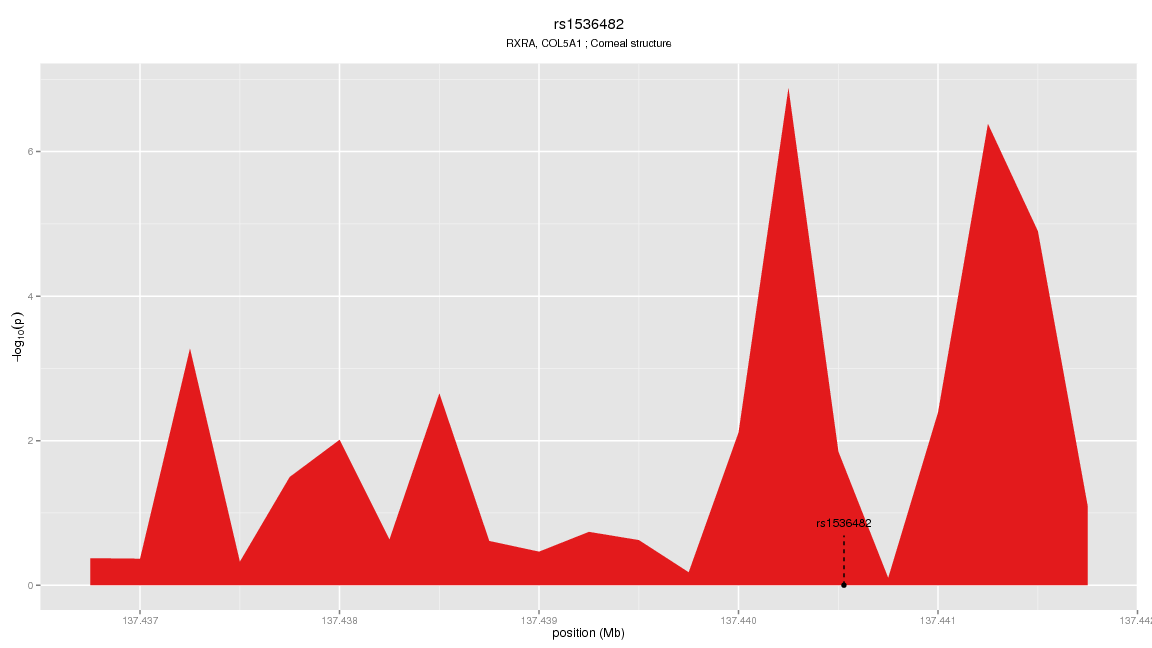 rs1536482
RXRA, COL5A1 ; Corneal structure
6
4
2
0
−log10(p)
rs1536482
137.437 137.438 137.439 137.440 137.441 137.442
position (Mb)